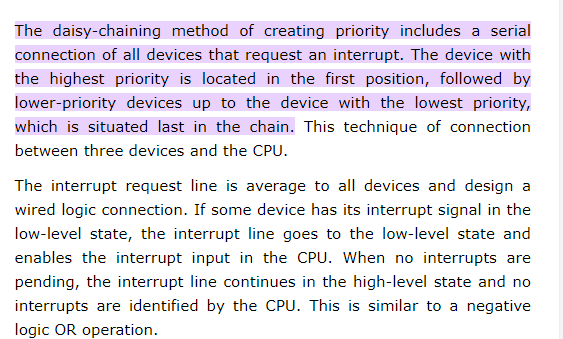 The daisy-chaining method of creating priority includes a serial
connection of all devices that request an interrupt. The device with
the highest priority is located in the first position, followed by
lower-priority devices up to the device with the lowest priority,
which is situated last in the chain. This technique of connection
between three devices and the CPU.
The interrupt request line is average to all devices and design a
wired logic connection. If some device has its interrupt signal in the
low-level state, the interrupt line goes to the low-level state and
enables the interrupt input in the CPU. When no interrupts are
pending, the interrupt line continues in the high-level state and no
interrupts are identified by the CPU. This is similar to a negative
logic OR operation.